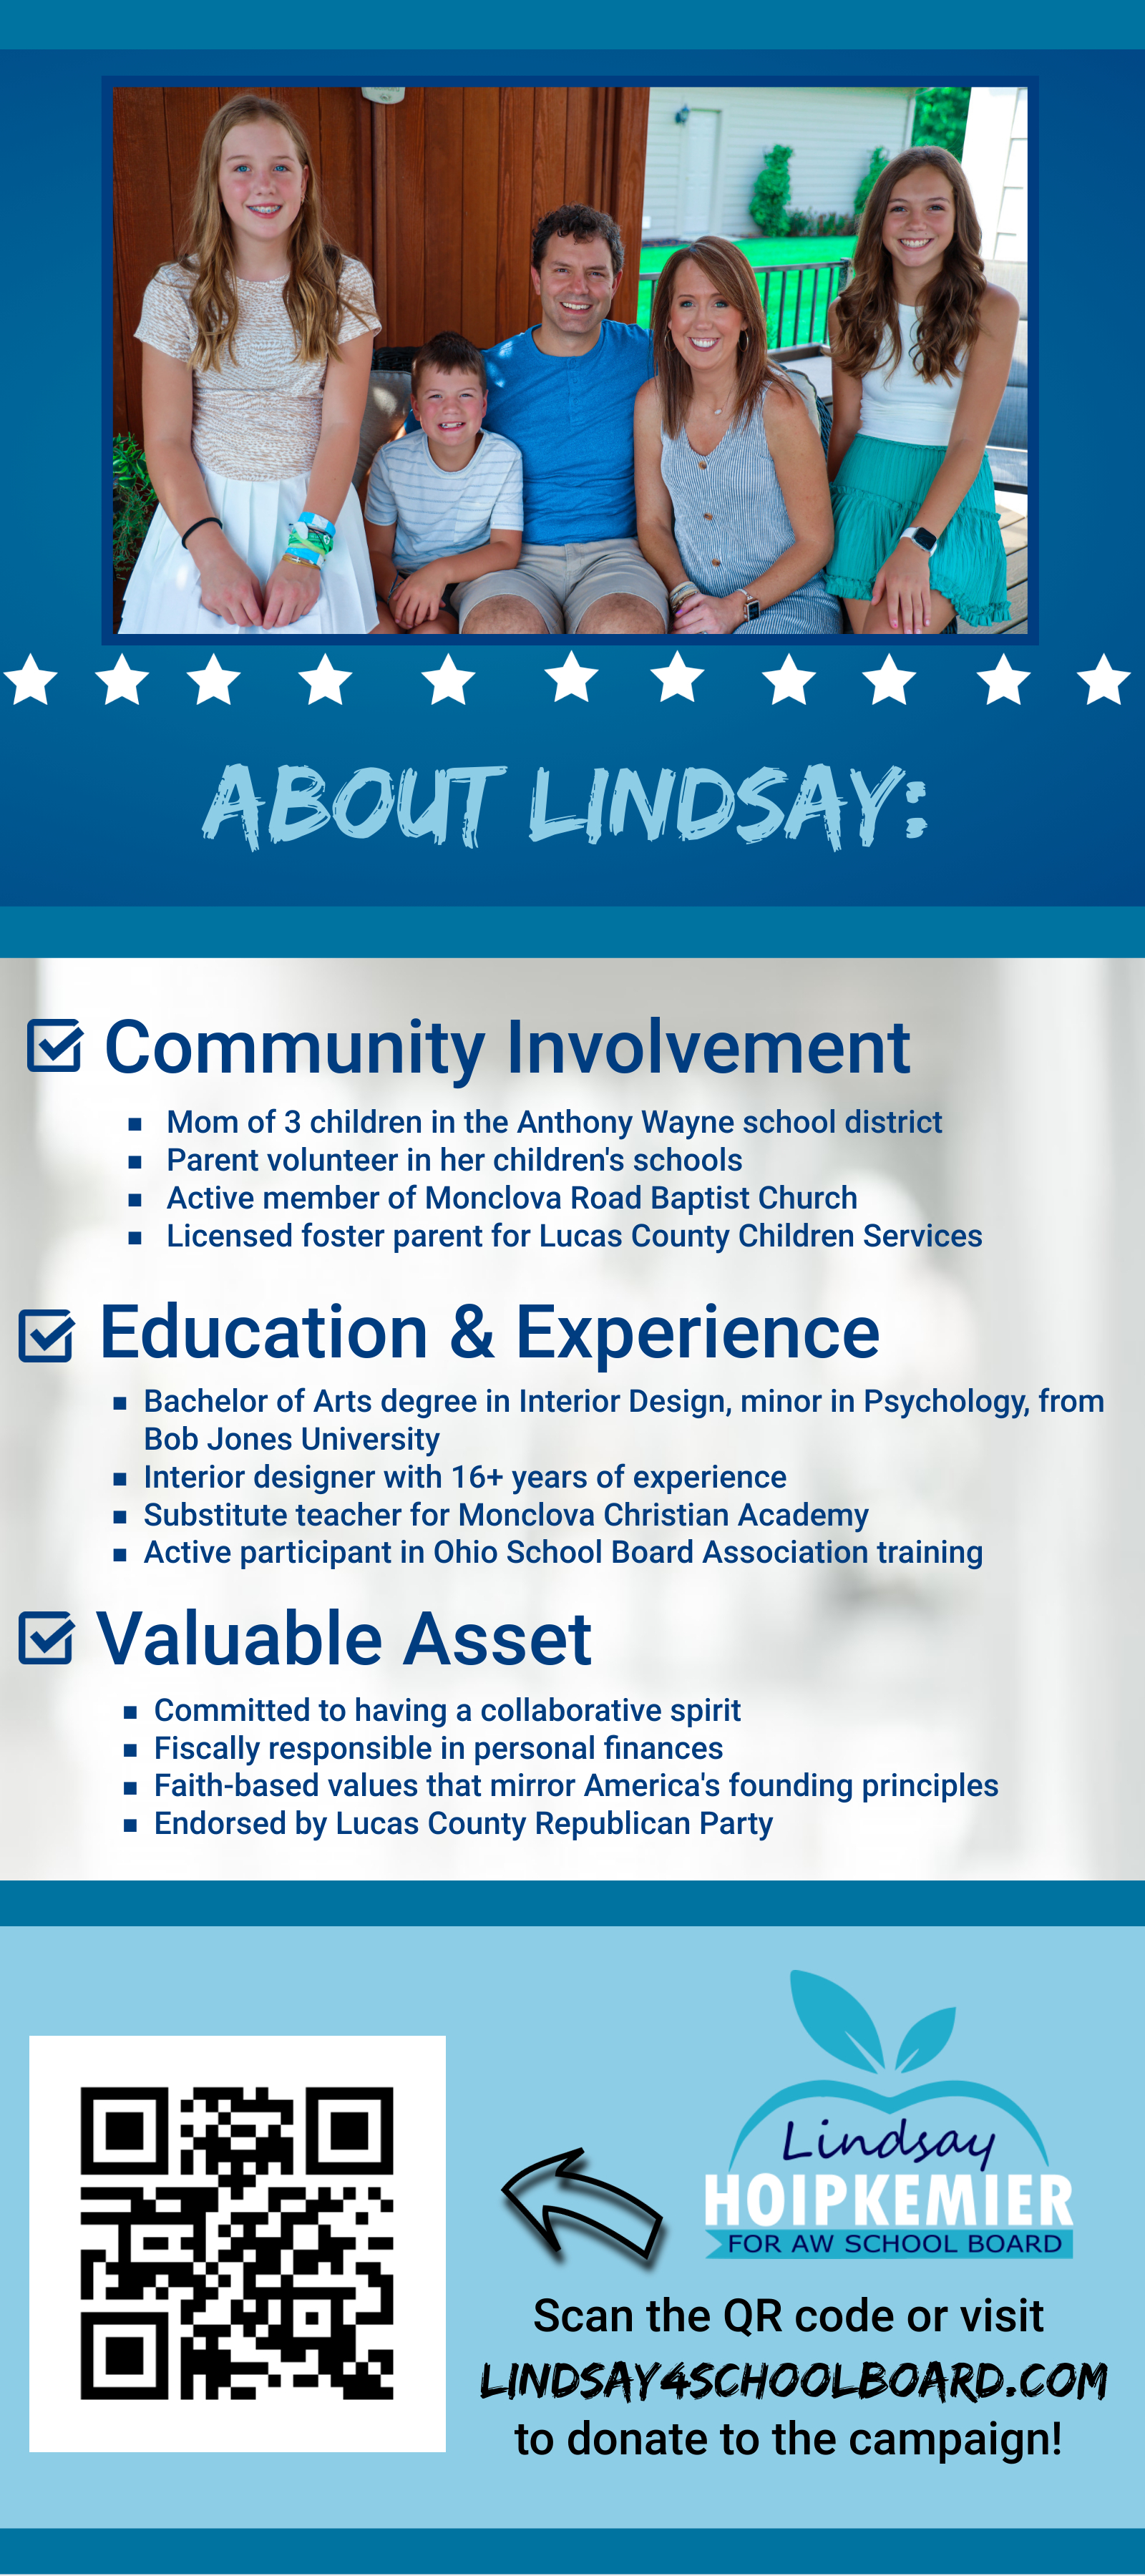 ABOUT LINDSAY:
Community Involvement
Mom of 3 children in the Anthony Wayne school district
Parent volunteer in her children's schools
Active member of Monclova Road Baptist Church
Licensed foster parent for Lucas County Children Services
Education & Experience
Bachelor of Arts degree in Interior Design, minor in Psychology, from
Bob Jones University
Interior designer with 16+ years of experience
Substitute teacher for Monclova Christian Academy
Active participant in Ohio School Board Association training
Valuable Asset
Committed to having a collaborative spirit
Fiscally responsible in personal finances
Faith-based values that mirror America's founding principles
Endorsed by Lucas County Republican Party
Lindsay
HOIPKEMIER
FOR AW SCHOOL BOARD
Scan the QR code or visit
LINDSAY4SCHOOLBOARD.COM
to donate to the campaign!